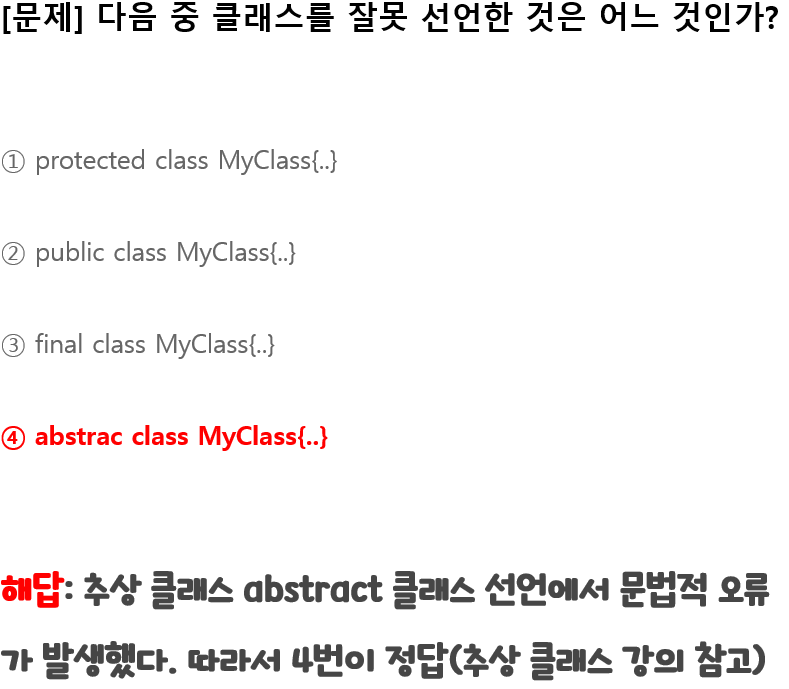 [문제] 다음 중 클래스를 잘못 선언한 것은 어느 것인가?
① protected class MyClass{..}
② public class MyClass{..}
③ final class MyClass{..}
④ abstrac class MyClass{..}
해답: 추상 클래스 abstract 클래스 선언에서 문법적 오류
가 발생했다. 따라서 4번이 정답(추상 클래스 강의 참고)